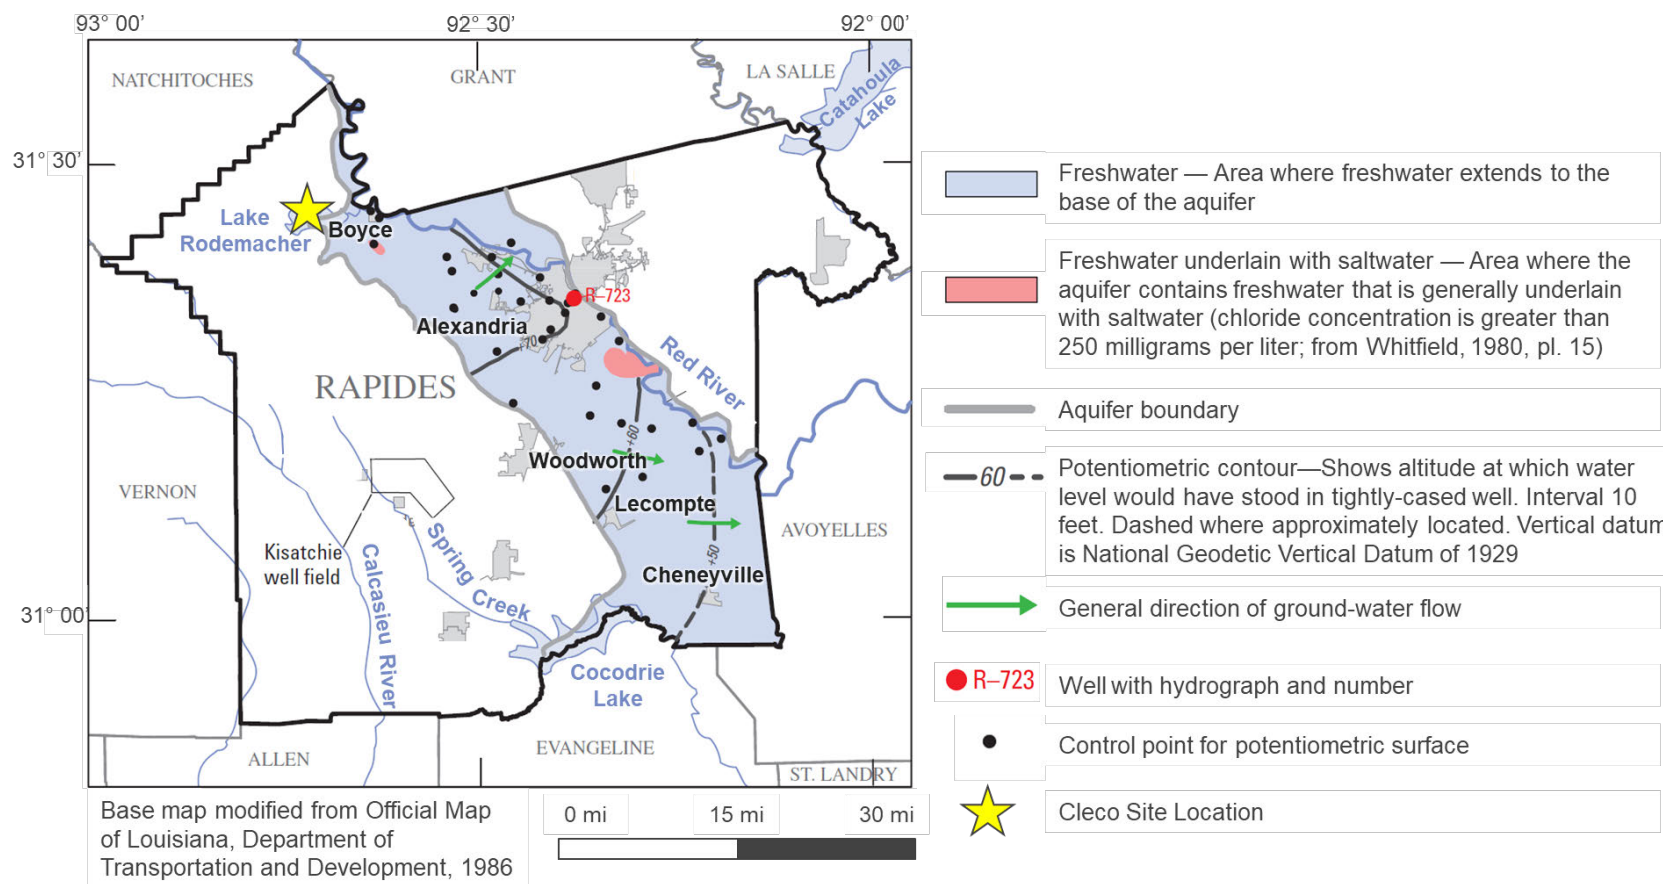 93° 00’
92° 30’
92° 00’
NATCHITOCHES
GRANT
LA SALLE
Catahoula
Lake
31° 30’
Lake
Rodemacher
Boyce
R–723
Alexandria
+70
Red River
RAPIDES
+60
Woodworth
VERNON
Lecompte
AVOYELLES
Kisatchie
well field
Spring
Creek
Calcasieu River
+50
Cheneyville
31° 00’
Cocodrie
Lake
ALLEN
EVANGELINE
ST. LANDRY
Base map modified from Official Map
of Louisiana, Department of
Transportation and Development, 1986
0 mi
15 mi
30 mi
Freshwater — Area where freshwater extends to the
base of the aquifer
Freshwater underlain with saltwater — Area where the
aquifer contains freshwater that is generally underlain
with saltwater (chloride concentration is greater than
250 milligrams per liter; from Whitfield, 1980, pl. 15)
Aquifer boundary
60
Potentiometric contour—Shows altitude at which water
level would have stood in tightly-cased well. Interval 10
feet. Dashed where approximately located. Vertical datum
is National Geodetic Vertical Datum of 1929
General direction of ground-water flow
R–723
Well with hydrograph and number
Control point for potentiometric surface
Cleco Site Location